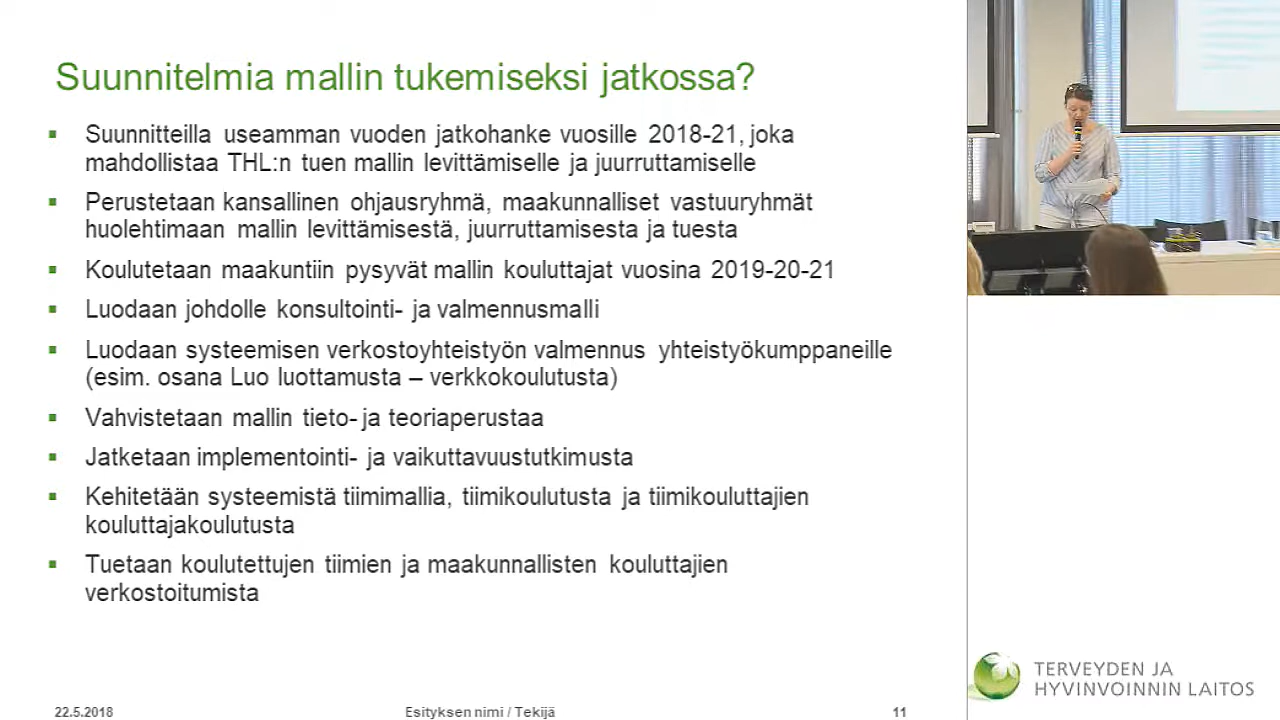 Suunnitelmia mallin tukemiseksi jatkossa?
Suunnitteilla useamman vuoden jatkohanke vuosille 2018-21, joka
mahdollistaa THL:n tuen mallin levittämiselle ja juurruttamiselle
Perustetaan kansallinen ohjausryhmä, maakunnalliset vastuuryhmät
huolehtimaan mallin levittämisestä, juurruttamisesta ja tuesta
Koulutetaan maakuntiin pysyvät mallin kouluttajat vuosina 2019-20-21
Luodaan johdolle konsultointi- ja valmennusmalli
Luodaan systeemisen verkostoyhteistyön valmennus yhteistyökumppaneille
(esim. osana Luo luottamusta – verkkokoulutusta)
Vahvistetaan mallin tieto- ja teoriaperustaa
Jatketaan implementointi- ja vaikuttavuustutkimusta
Kehitetään systeemistä tiimimallia, tiimikoulutusta ja tiimikouluttajien
kouluttajakoulutusta
Tuetaan koulutettujen tiimien ja maakunnallisten kouluttajien
verkostoitumista
TERVEYDEN JA
HYVINVOINNIN LAITOS
22.5.2018
Esityksen nimi / Tekijä
11